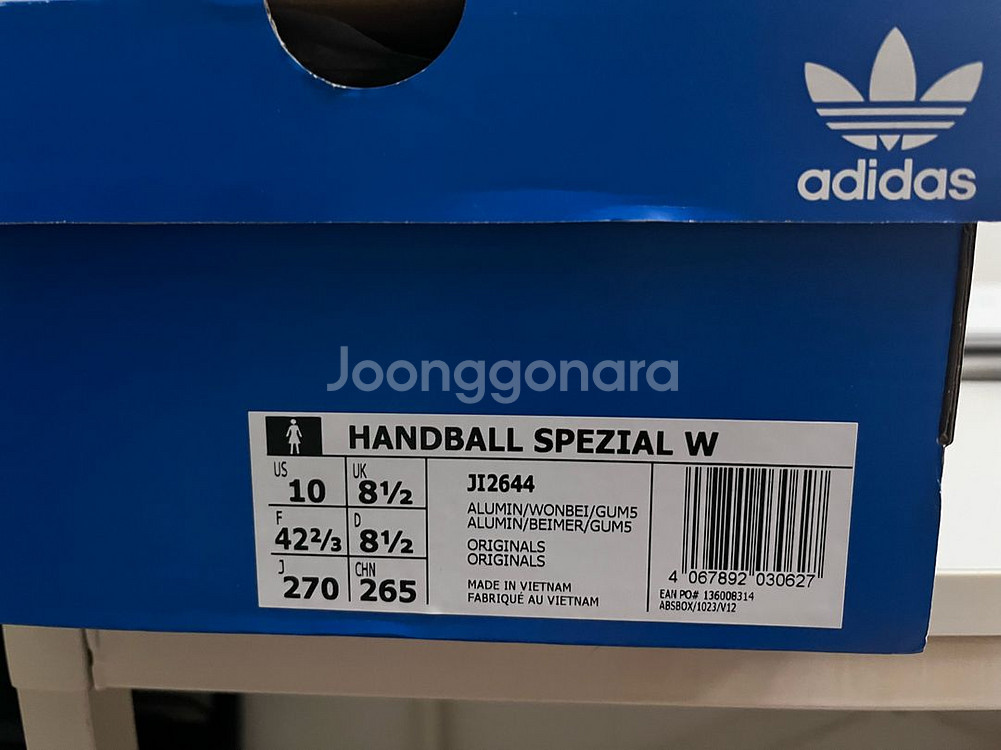 adidas
Joonggonara
HANDBALL SPEZIAL W
US 10
UK 8½
F 42⅔
D 8½
J 270
CHN 265
JI2644
ALUMIN/WONBEI/GUM5
ALUMIN/BEIMER/GUM5
ORIGINALS
ORIGINALS
MADE IN VIETNAM
FABRIQUÉ AU VIETNAM
4 067892 030627
EAN PO# 136008314
ABSBOX/1023/V12